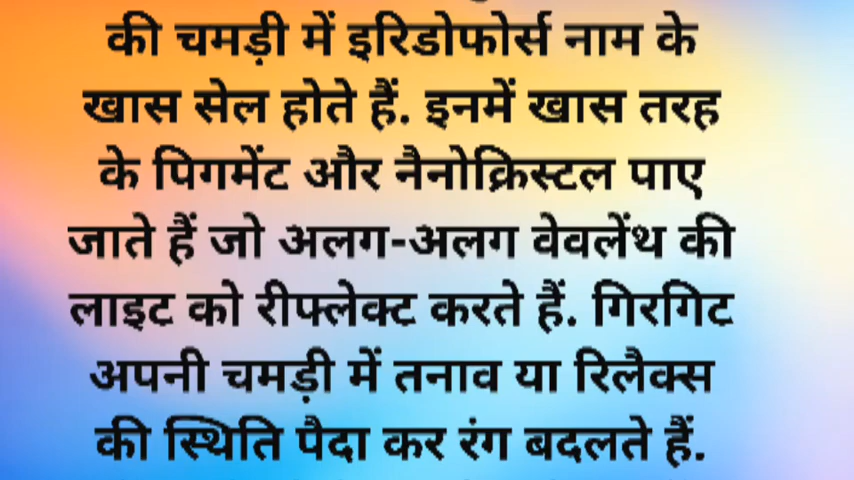 की चमड़ी में इरिडोफोर्स नाम के
खास सेल होते हैं. इनमें खास तरह
के पिगमेंट और नैनोक्रिस्टल पाए
जाते हैं जो अलग-अलग वेवलेंथ की
लाइट को रीफ्लेक्ट करते हैं. गिरगिट
अपनी चमड़ी में तनाव या रिलैक्स
की स्थिति पैदा कर रंग बदलते हैं.